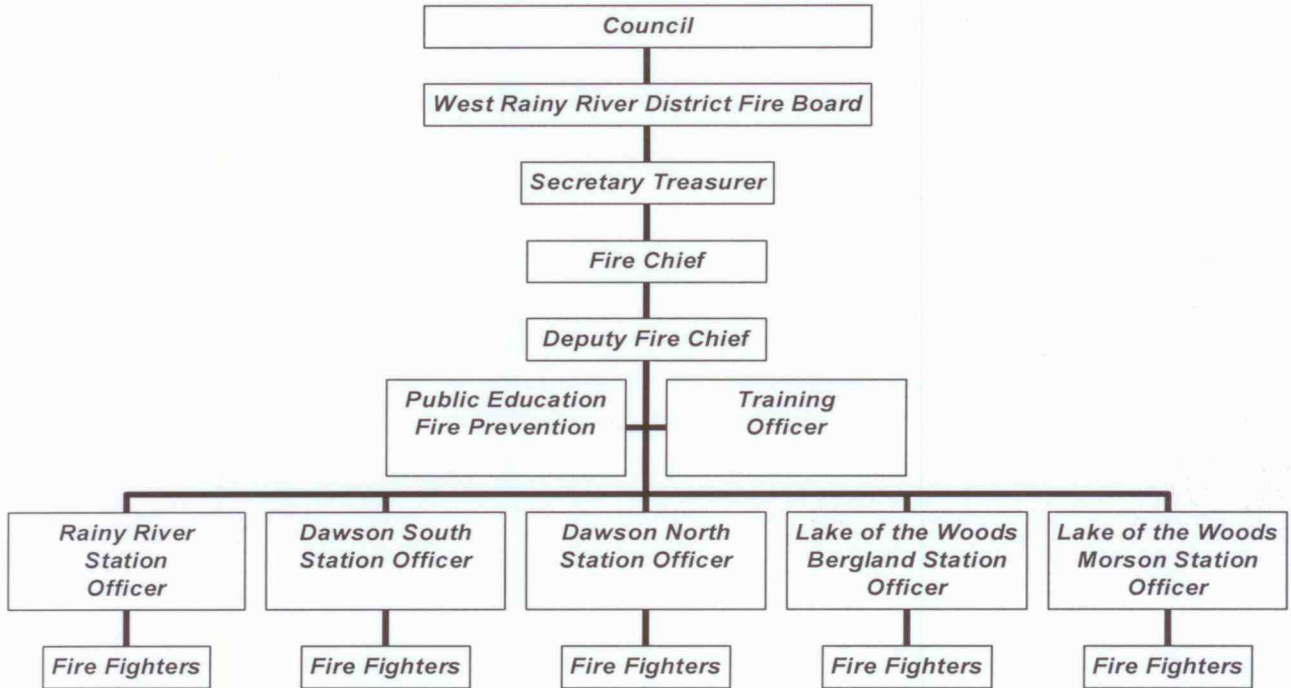 Council
West Rainy River District Fire Board
Secretary Treasurer
Fire Chief
Deputy Fire Chief
Public Education
Fire Prevention
Training
Officer
Rainy River
Station
Officer
Dawson South
Station Officer
Dawson North
Station Officer
Lake of the Woods
Bergland Station
Officer
Lake of the Woods
Morson Station
Officer
Fire Fighters
Fire Fighters
Fire Fighters
Fire Fighters
Fire Fighters